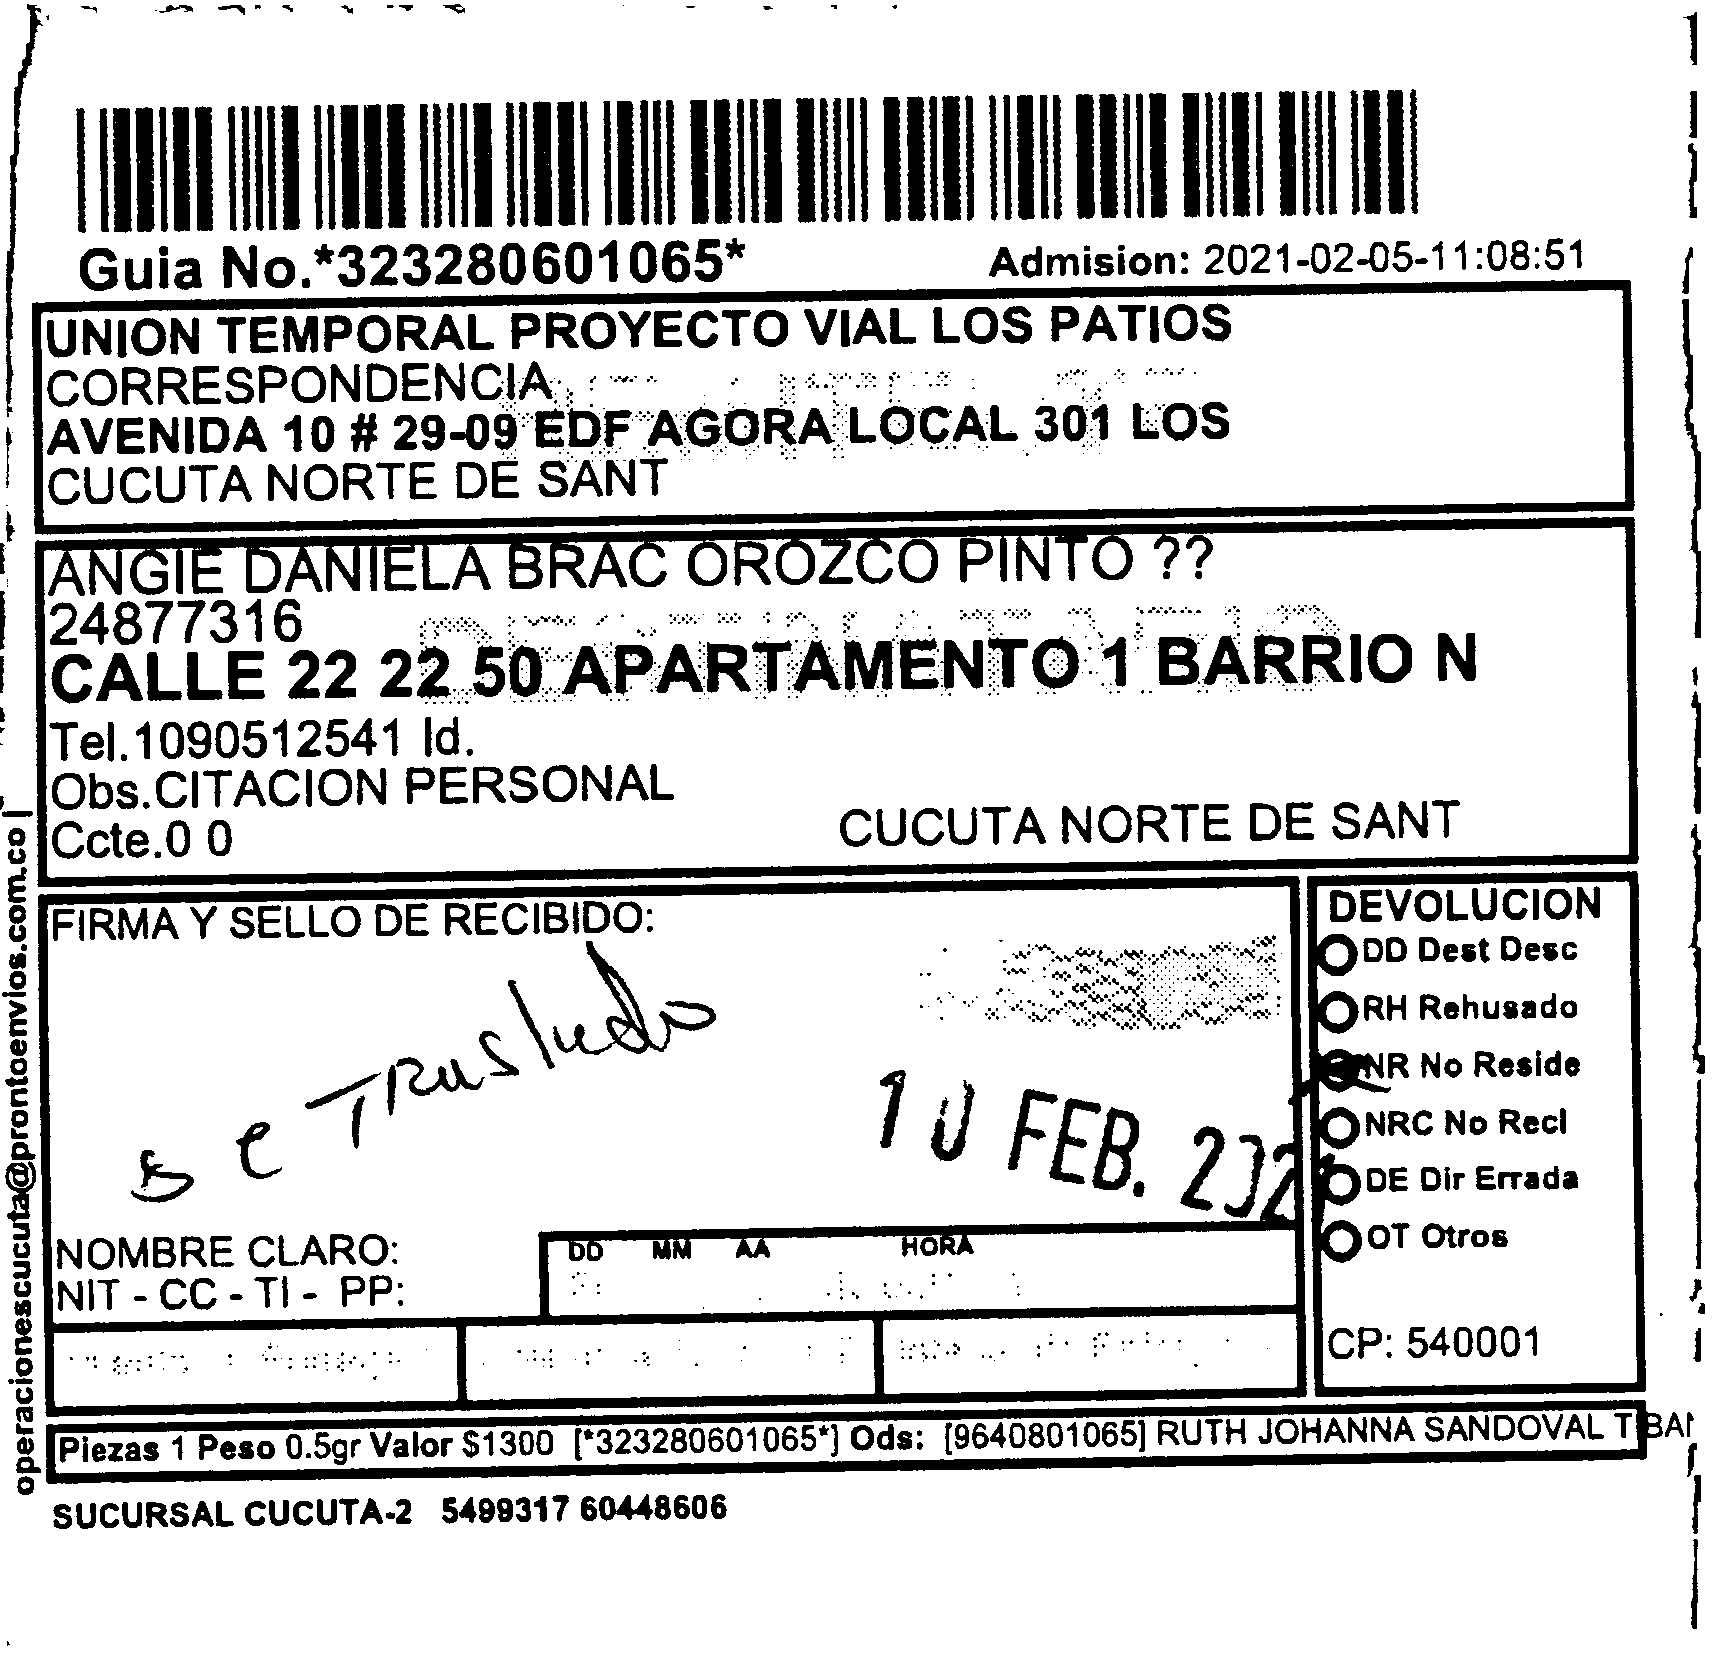 Guia No.*323280601065*
Admision: 2021-02-05-11:08:51
UNION TEMPORAL PROYECTO VIAL LOS PATIOS
CORRESPONDENCIA
AVENIDA 10 # 29-09 EDF AGORA LOCAL 301 LOS
CUCUTA NORTE DE SANT
ANGIE DANIELA BRAC OROZCO PINTO ??
24877316
DESTINATARIO
CALLE 22 22 50 APARTAMENTO 1 BARRIO N
Tel.1090512541 Id.
Obs.CITACION PERSONAL
Ccte.0 0
CUCUTA NORTE DE SANT
FIRMA Y SELLO DE RECIBIDO:
se Trasladó
10 FEB. 202
NOMBRE CLARO:
NIT - CC - TI - PP:
DD MM AA HORA
DEVOLUCION
DD Dest Desc
RH Rehusado
NR No Reside
NRC No Recl
DE Dir Errada
OT Otros
CP: 540001
Piezas 1 Peso 0.5gr Valor $1300 [*323280601065*] Ods: [9640801065] RUTH JOHANNA SANDOVAL
SUCURSAL CUCUTA-2 5499317 60448606
operacionescucuta@prontoenvios.com.co |